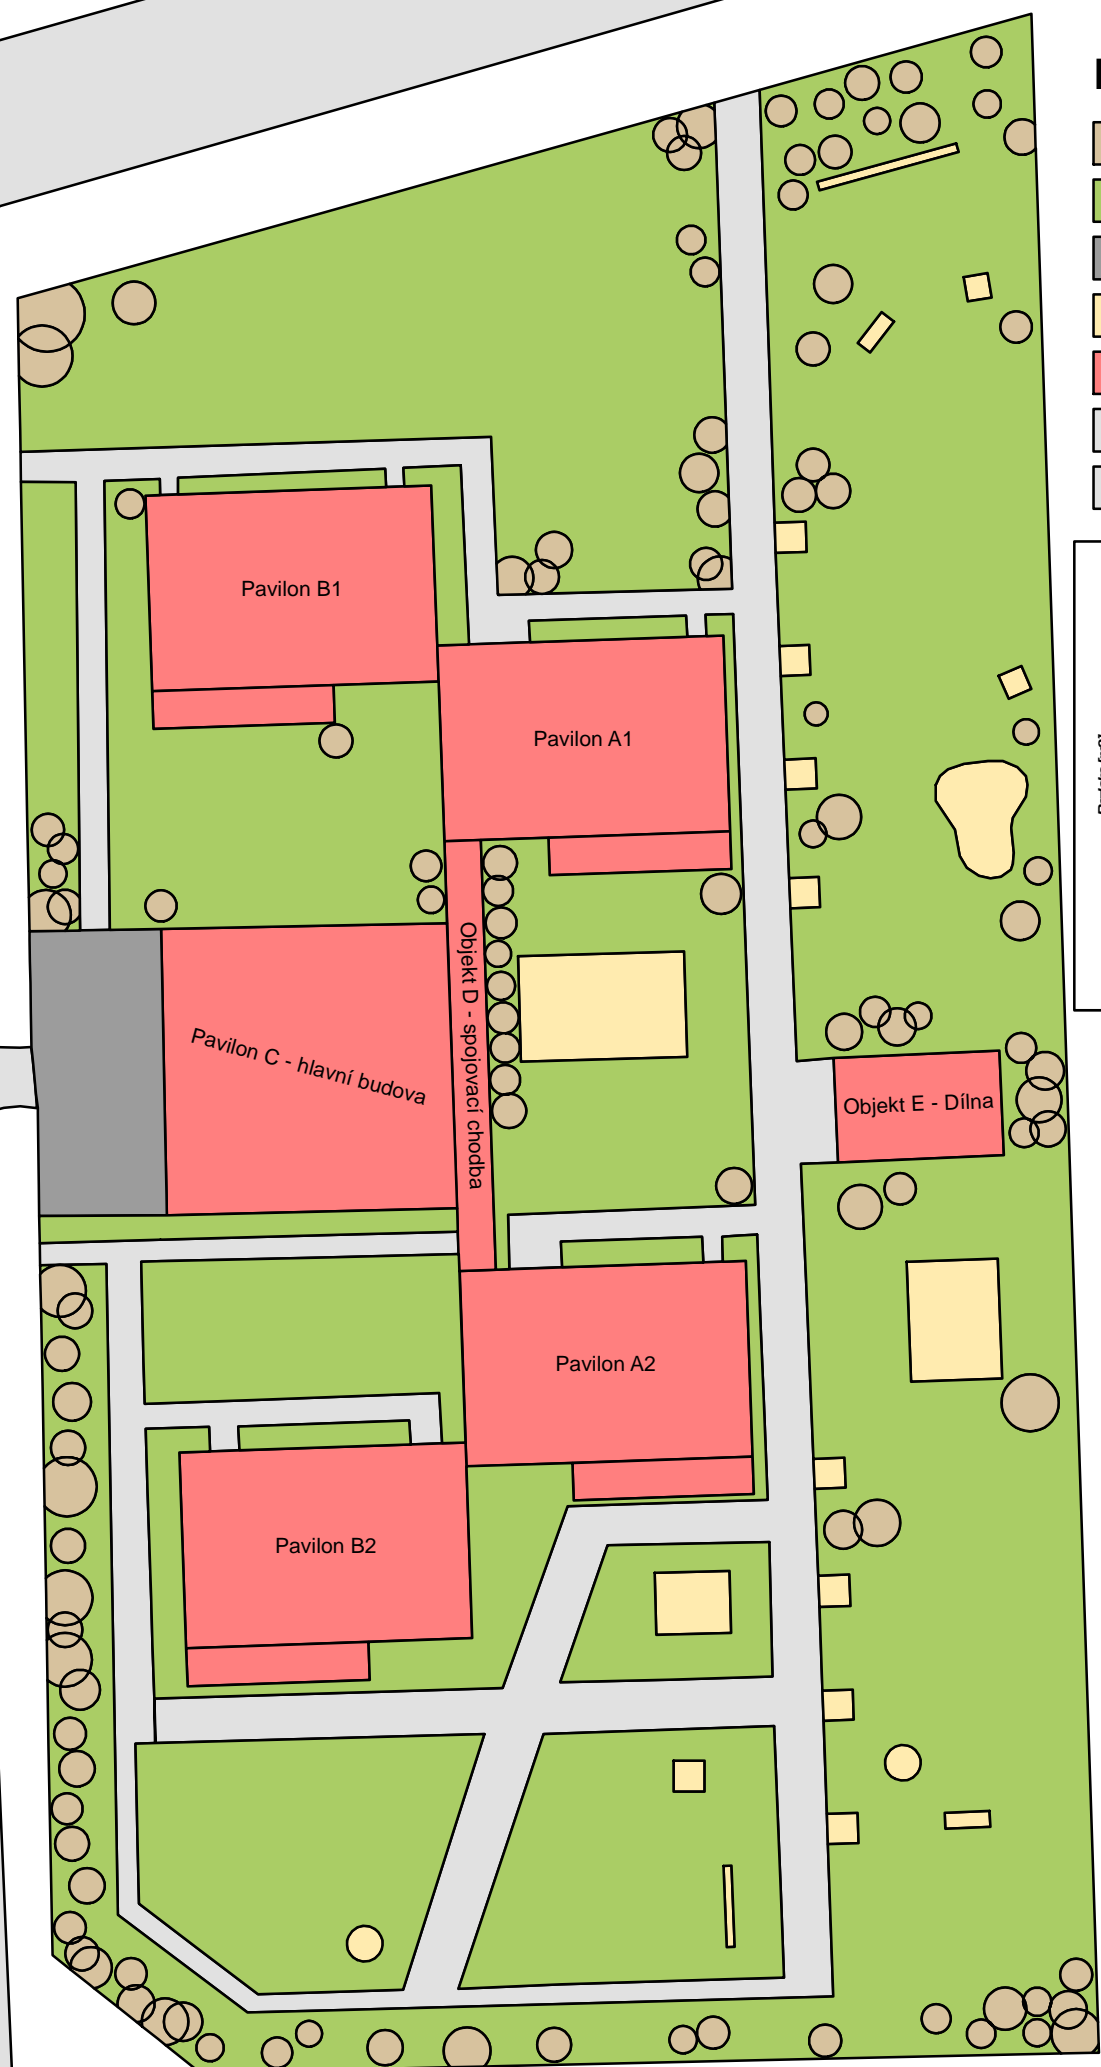 Pavilon B1
Pavilon A1
Objekt D - spojovací chodba
Pavilon C - hlavní budova
Objekt E - Dílna
Pavilon A2
Pavilon B2